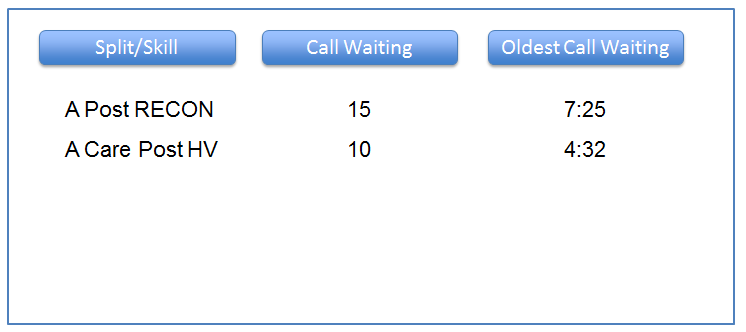 Split/Skill Call Waiting Oldest Call Waiting
A Post RECON 15 7:25
A Care Post HV 10 4:32